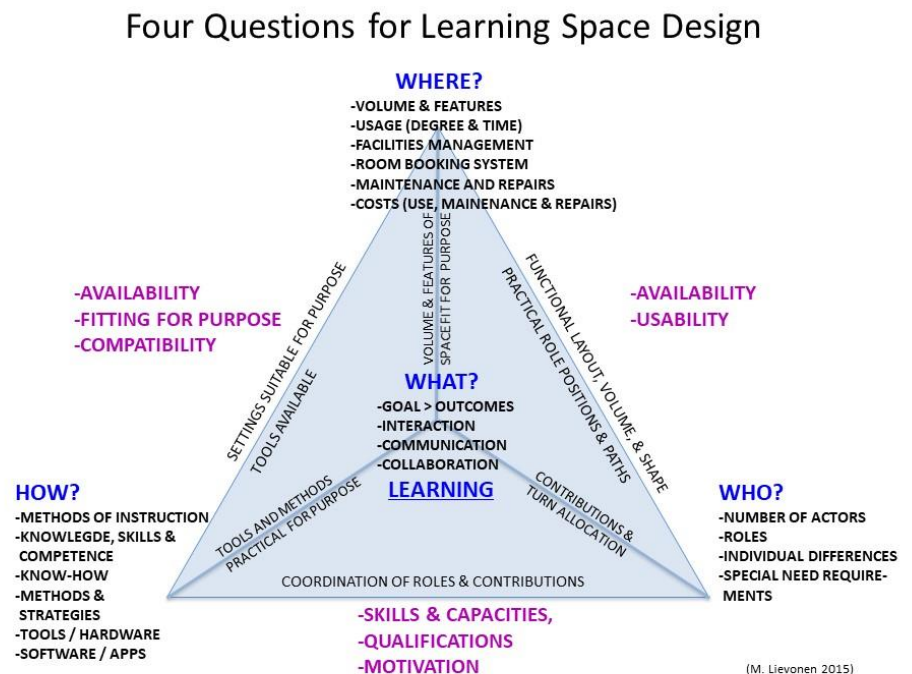 Four Questions for Learning Space Design
WHERE?
-VOLUME & FEATURES
-USAGE (DEGREE & TIME)
-FACILITIES MANAGEMENT
-ROOM BOOKING SYSTEM
-MAINTENANCE AND REPAIRS
-COSTS (USE, MAINENANCE & REPAIRS)
VOLUME & FEATURES OF
SPACE FIT FOR PURPOSE
SETTINGS SUITABLE FOR PURPOSE
TOOLS AVAILABLE
FUNCTIONAL LAYOUT, VOLUME, & SHAPE
PRACTICAL ROLE POSITIONS & PATHS
-AVAILABILITY
-FITTING FOR PURPOSE
-COMPATIBILITY
-AVAILABILITY
-USABILITY
WHAT?
-GOAL > OUTCOMES
-INTERACTION
-COMMUNICATION
-COLLABORATION
LEARNING
HOW?
-METHODS OF INSTRUCTION
-KNOWLEGDE, SKILLS &
COMPETENCE
-KNOW-HOW
-METHODS &
STRATEGIES
-TOOLS / HARDWARE
-SOFTWARE / APPS
TOOLS AND METHODS
PRACTICAL FOR PURPOSE
CONTRIBUTIONS &
TURN ALLOCATION
WHO?
-NUMBER OF ACTORS
-ROLES
-INDIVIDUAL DIFFERENCES
-SPECIAL NEED REQUIRE-
MENTS
COORDINATION OF ROLES & CONTRIBUTIONS
-SKILLS & CAPACITIES,
-QUALIFICATIONS
-MOTIVATION
(M. Lievonen 2015)